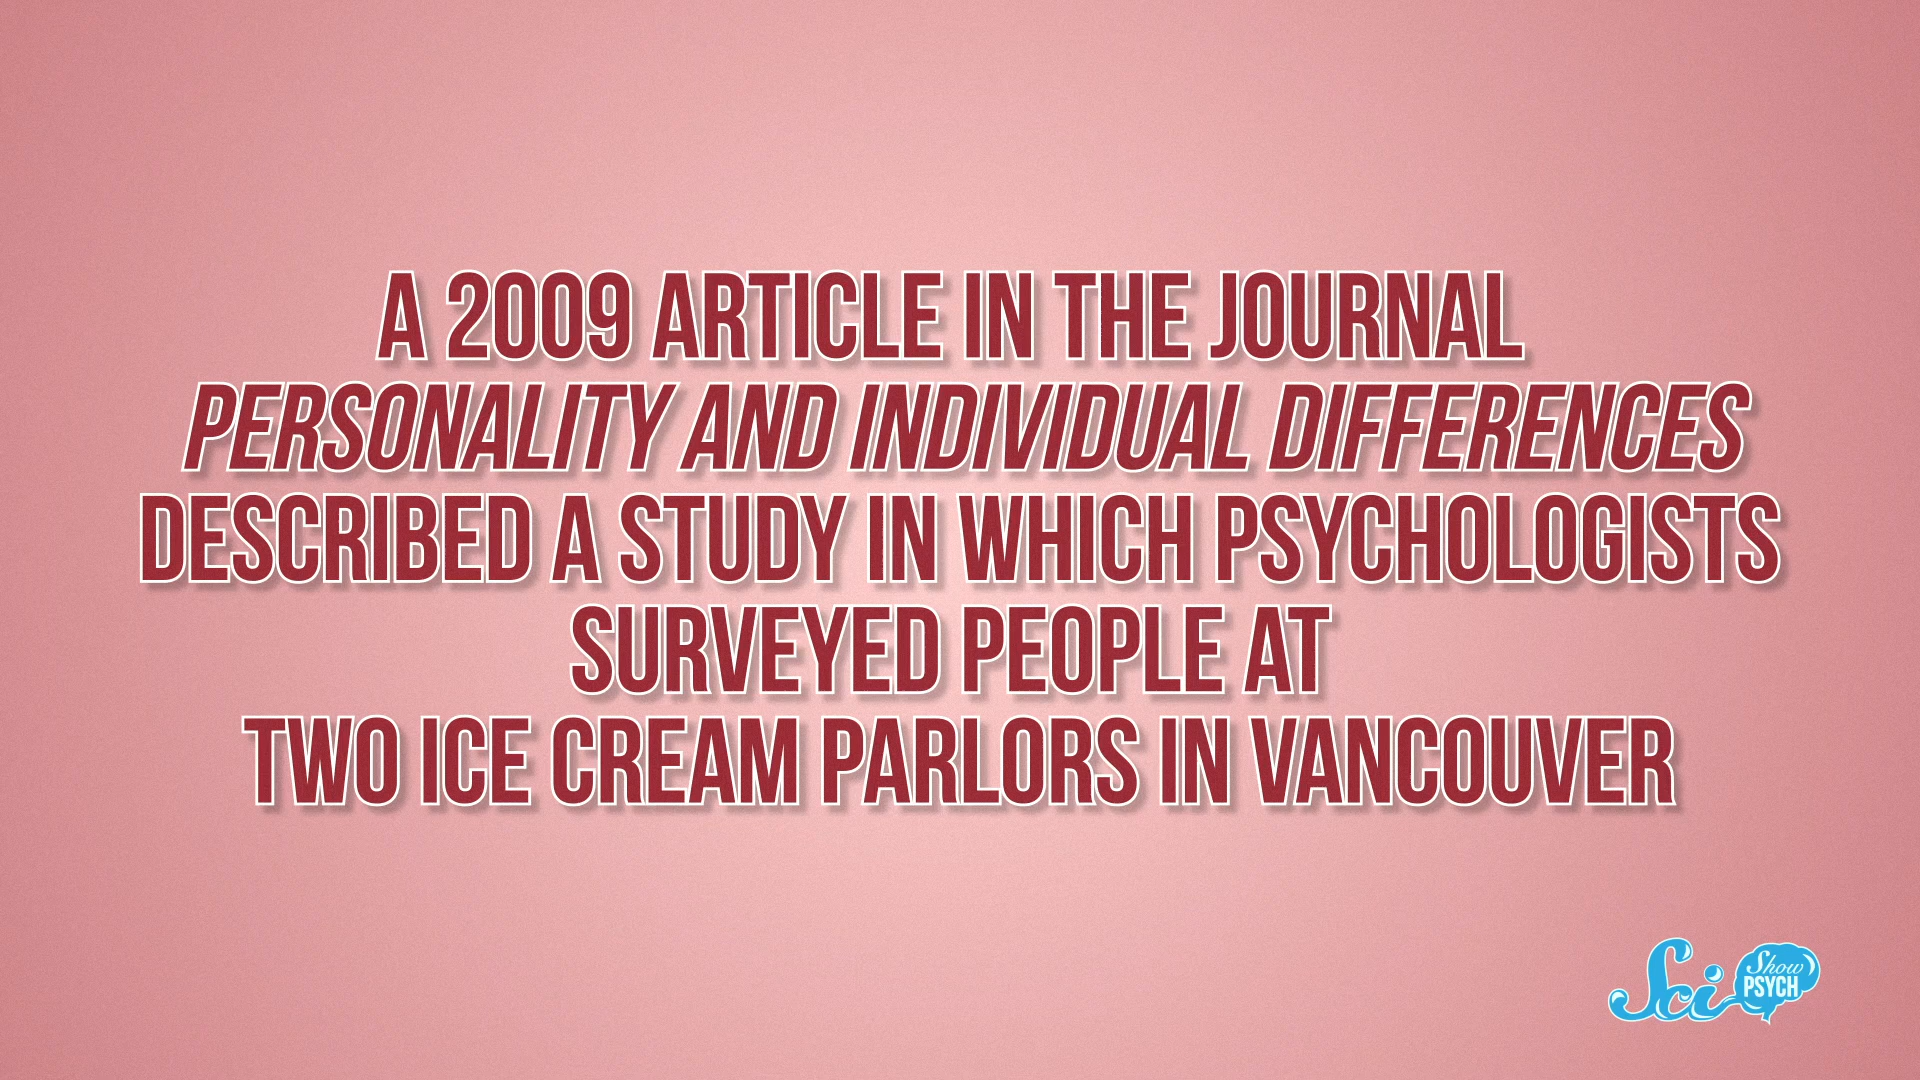 A 2009 ARTICLE IN THE JOURNAL
PERSONALITY AND INDIVIDUAL DIFFERENCES
DESCRIBED A STUDY IN WHICH PSYCHOLOGISTS
SURVEYED PEOPLE AT
TWO ICE CREAM PARLORS IN VANCOUVER
Sci Show
PSYCH